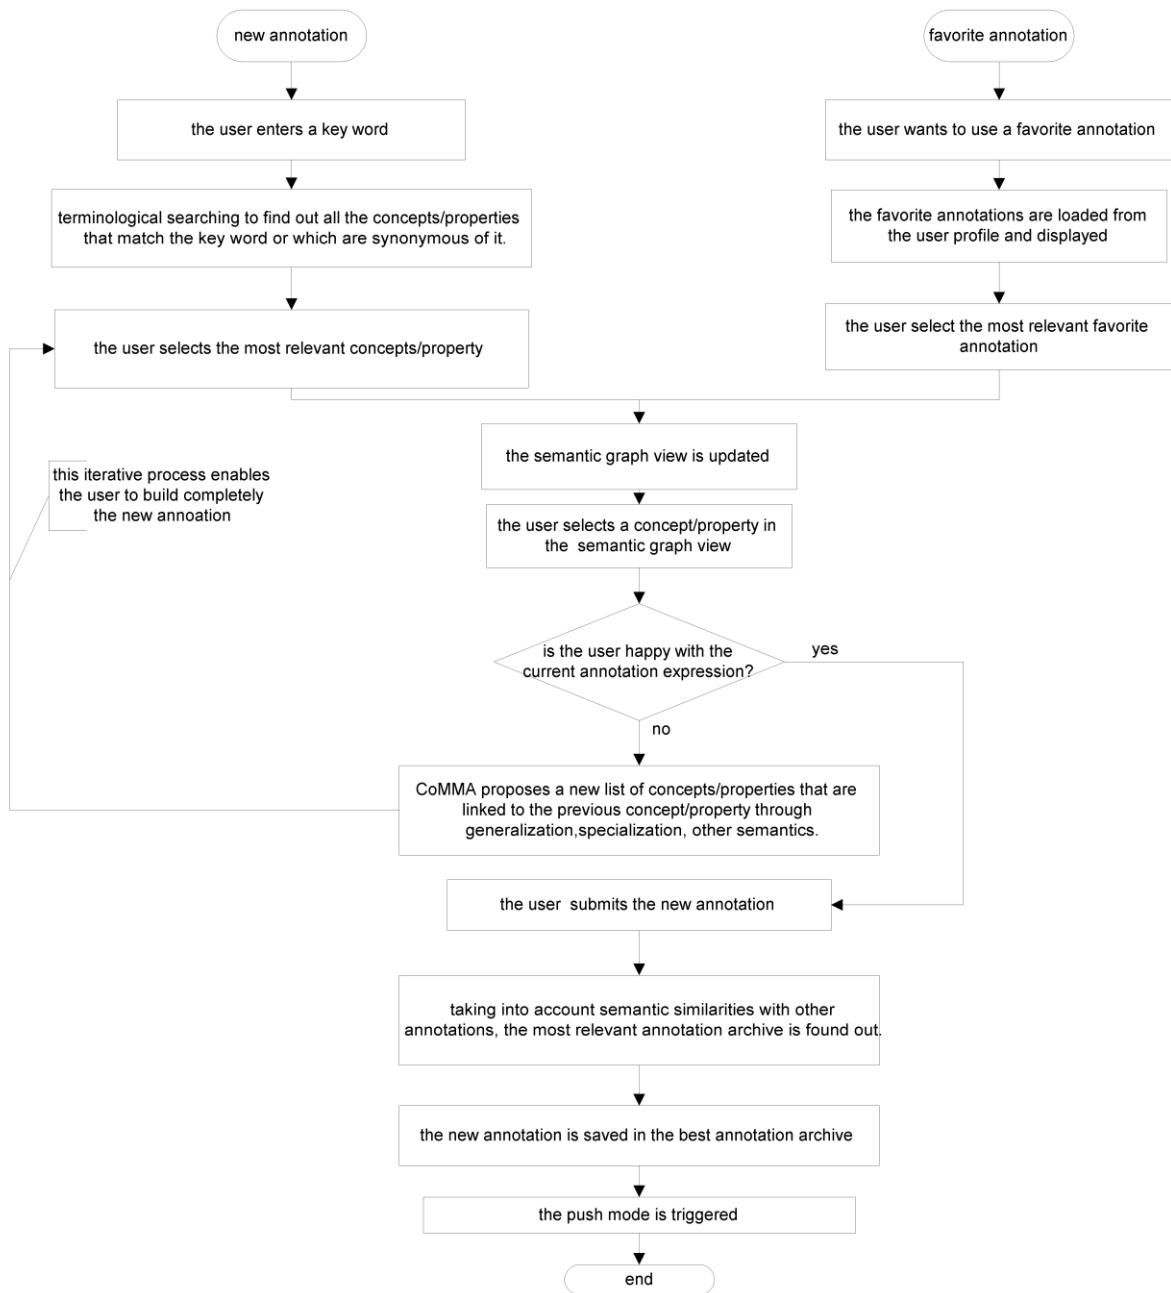 new annotation
favorite annotation
the user enters a key word
the user wants to use a favorite annotation
terminological searching to find out all the concepts/properties
that match the key word or which are synonymous of it.
the favorite annotations are loaded from
the user profile and displayed
the user selects the most relevant concepts/property
the user select the most relevant favorite
annotation
the semantic graph view is updated
this iterative process enables
the user to build completely
the new annoation
the user selects a concept/property in
the semantic graph view
is the user happy with the
current annotation expression?
yes
no
CoMMA proposes a new list of concepts/properties that are
linked to the previous concept/property through
generalization,specialization, other semantics.
the user submits the new annotation
taking into account semantic similarities with other
annotations, the most relevant annotation archive is found out.
the new annotation is saved in the best annotation archive
the push mode is triggered
end